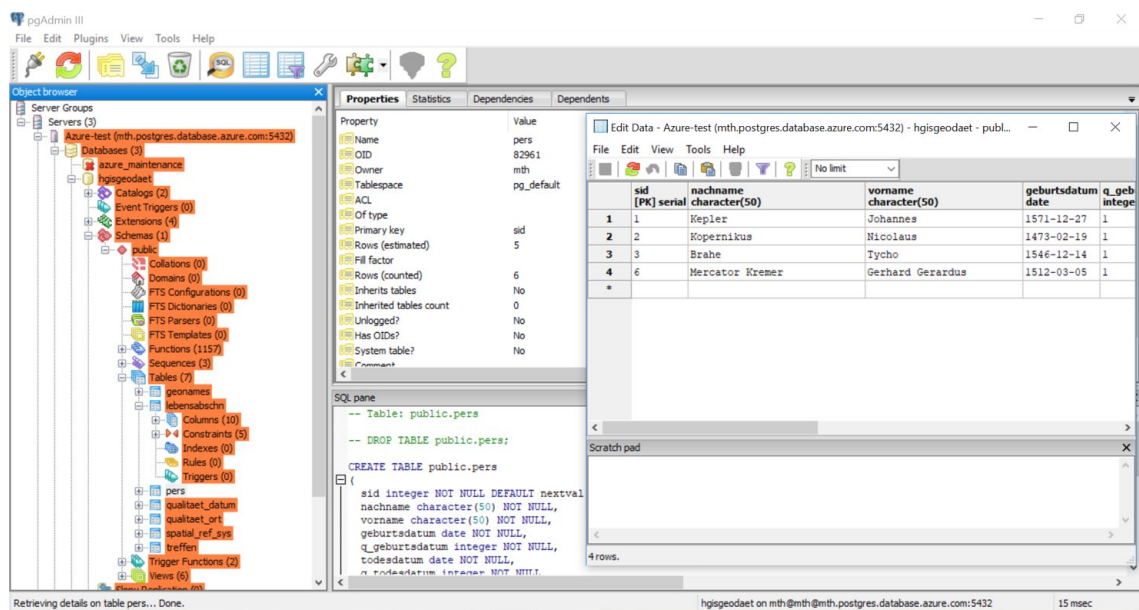 pgAdmin III
File Edit Plugins View Tools Help
SQL
Object browser
Server Groups
Servers (3)
Azure-test (mth.postgres.database.azure.com:5432)
Databases (3)
azure_maintenance
hgisgeodaet
Catalogs (2)
Event Triggers (0)
Extensions (4)
Schemas (1)
public
Collations (0)
Domains (0)
FTS Configurations (0)
FTS Dictionaries (0)
FTS Parsers (0)
FTS Templates (0)
Functions (1157)
Sequences (3)
Tables (7)
geonames
lebensabschn
Columns (10)
Constraints (5)
Indexes (0)
Rules (0)
Triggers (0)
pers
qualitaet_datum
qualitaet_ort
spatial_ref_sys
treffen
Trigger Functions (2)
Views (6)
Slony Replication (0)
Properties Statistics Dependencies Dependents
Property Value
Name pers
OID 82961
Owner mth
Tablespace pg_default
ACL
Of type
Primary key sid
Rows (estimated) 5
Fill factor
Rows (counted) 6
Inherits tables No
Inherited tables count 0
Unlogged? No
Has OIDs? No
System table? No
Comment
SQL pane
-- Table: public.pers
-- DROP TABLE public.pers;
CREATE TABLE public.pers
(
sid integer NOT NULL DEFAULT nextval
nachname character(50) NOT NULL,
vorname character(50) NOT NULL,
geburtsdatum date NOT NULL,
q_geburtsdatum integer NOT NULL,
todesdatum date NOT NULL,
q_todesdatum integer NOT NULL
Edit Data - Azure-test (mth.postgres.database.azure.com:5432) - hgisgeodaet - publ...
File Edit View Tools Help
No limit
sid nachname vorname geburtsdatum q_geb
[PK] serial character(50) character(50) date intege
1 1 Kepler Johannes 1571-12-27 1
2 2 Kopernikus Nicolaus 1473-02-19 1
3 3 Brahe Tycho 1546-12-14 1
4 6 Mercator Kremer Gerhard Gerardus 1512-03-05 1
*
Scratch pad
4 rows.
Retrieving details on table pers... Done. hgisgeodaet on mth@mth@mth.postgres.database.azure.com:5432 15 msec